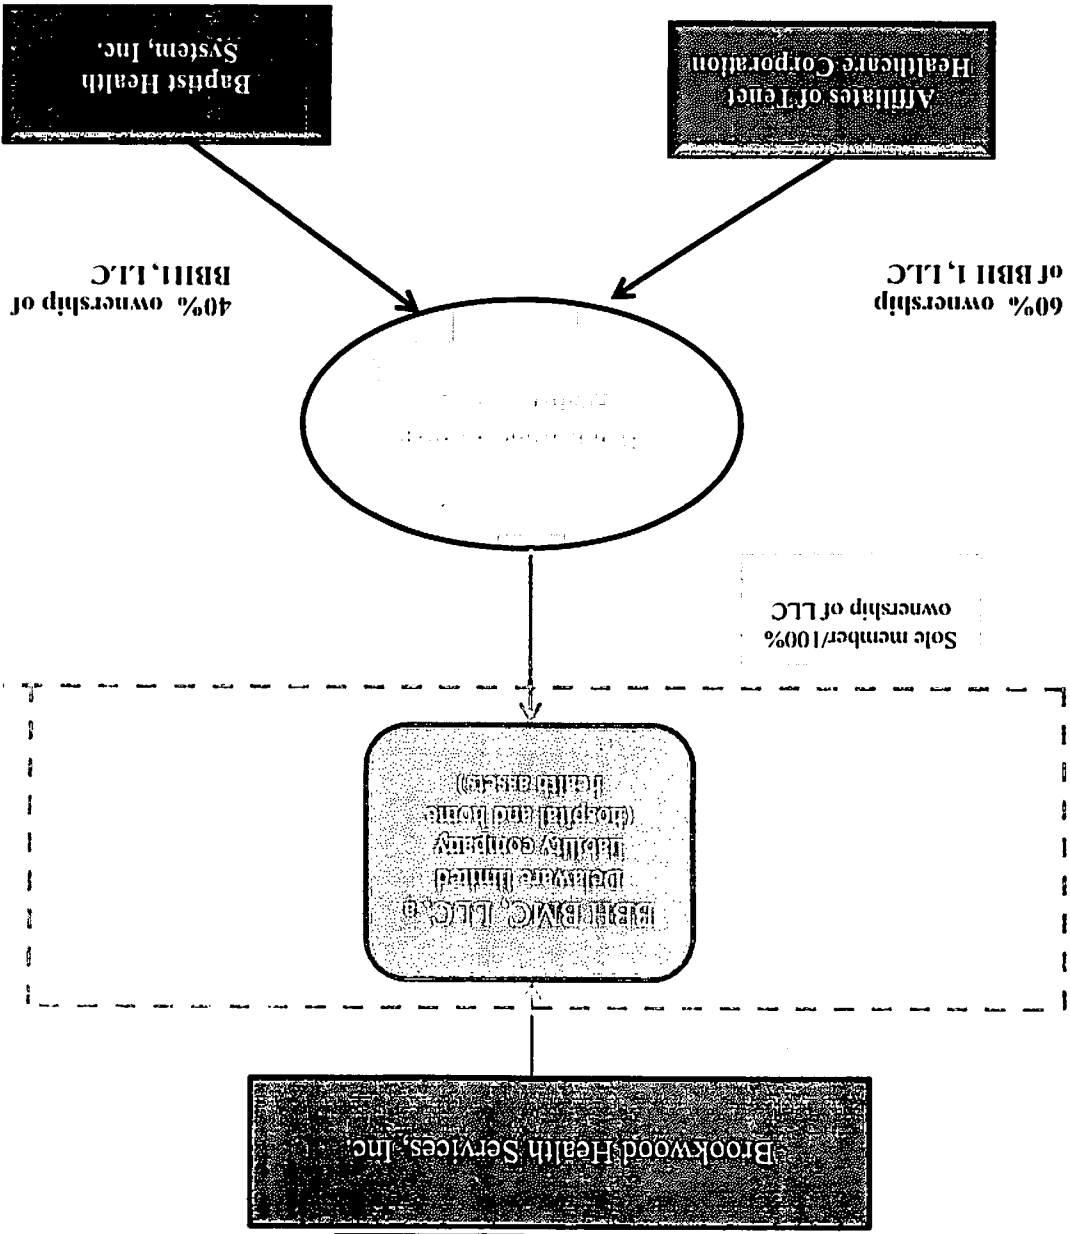 Brookwood Health Services, Inc.
BBH BMC, LLC, a
Delaware limited
liability company
(hospital and home
health assets)
Sole member/100%
ownership of LLC
60% ownership
of BBH 1, LLC
40% ownership of
BBH1, LLC
Affiliates of Tenet
Healthcare Corporation
Baptist Health
System, Inc.